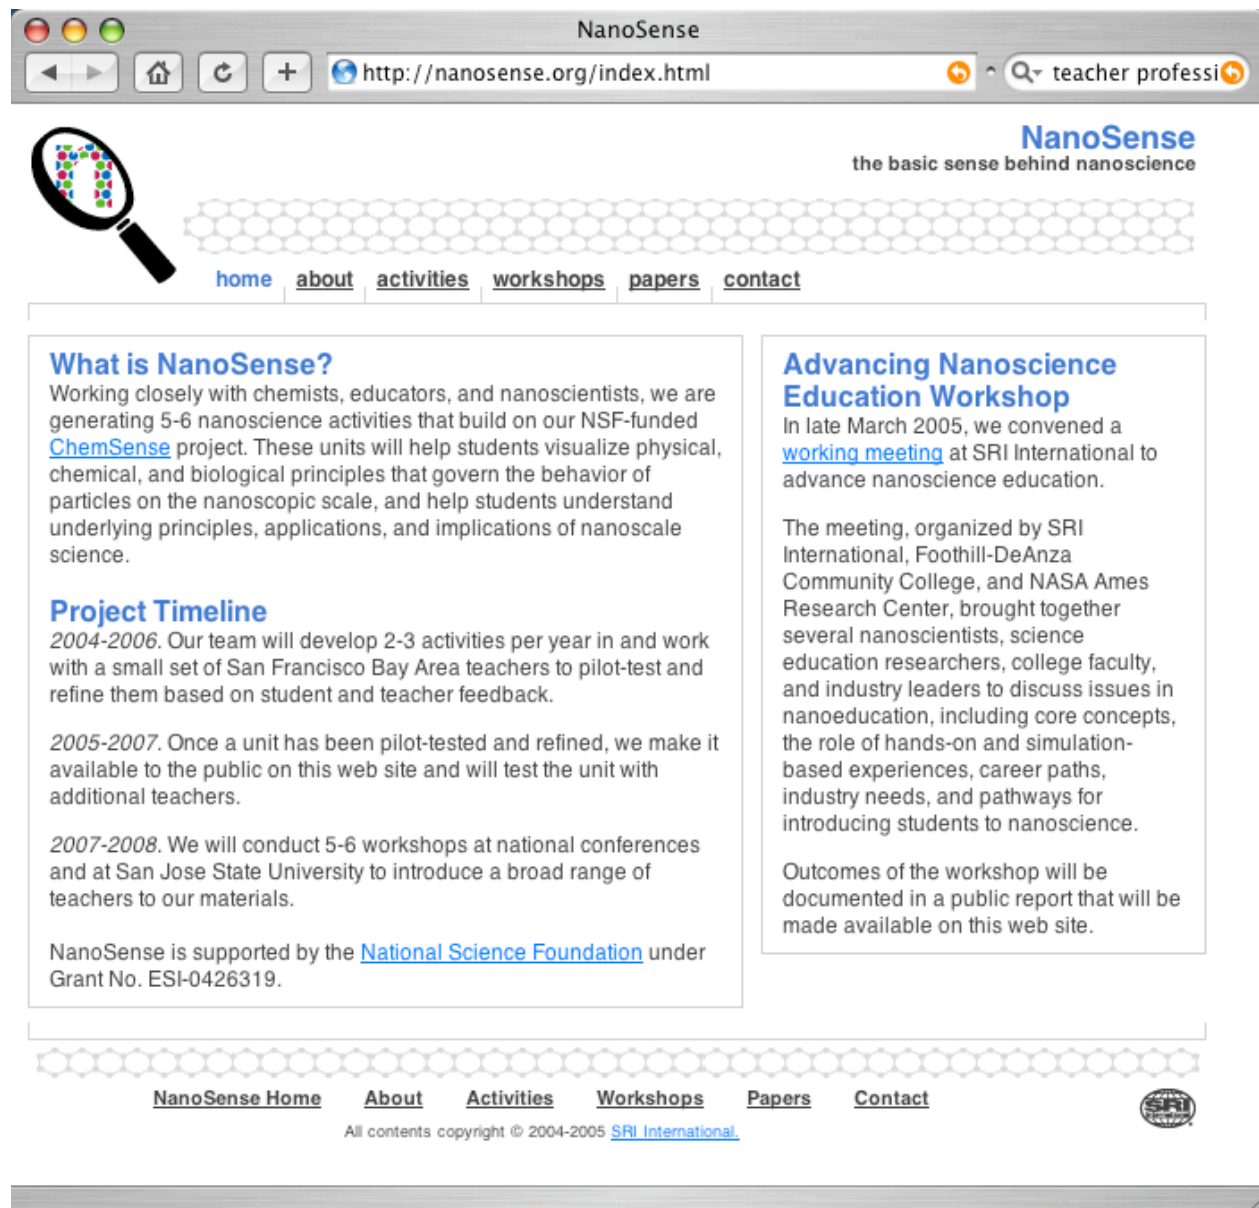 NanoSense
http://nanosense.org/index.html
teacher professi
n
NanoSense
the basic sense behind nanoscience
home about activities workshops papers contact
What is NanoSense?
Working closely with chemists, educators, and nanoscientists, we are
generating 5-6 nanoscience activities that build on our NSF-funded
ChemSense project. These units will help students visualize physical,
chemical, and biological principles that govern the behavior of
particles on the nanoscopic scale, and help students understand
underlying principles, applications, and implications of nanoscale
science.
Project Timeline
2004-2006. Our team will develop 2-3 activities per year in and work
with a small set of San Francisco Bay Area teachers to pilot-test and
refine them based on student and teacher feedback.
2005-2007. Once a unit has been pilot-tested and refined, we make it
available to the public on this web site and will test the unit with
additional teachers.
2007-2008. We will conduct 5-6 workshops at national conferences
and at San Jose State University to introduce a broad range of
teachers to our materials.
NanoSense is supported by the National Science Foundation under
Grant No. ESI-0426319.
Advancing Nanoscience
Education Workshop
In late March 2005, we convened a
working meeting at SRI International to
advance nanoscience education.
The meeting, organized by SRI
International, Foothill-DeAnza
Community College, and NASA Ames
Research Center, brought together
several nanoscientists, science
education researchers, college faculty,
and industry leaders to discuss issues in
nanoeducation, including core concepts,
the role of hands-on and simulation-
based experiences, career paths,
industry needs, and pathways for
introducing students to nanoscience.
Outcomes of the workshop will be
documented in a public report that will be
made available on this web site.
NanoSense Home About Activities Workshops Papers Contact
All contents copyright © 2004-2005 SRI International.
SRI